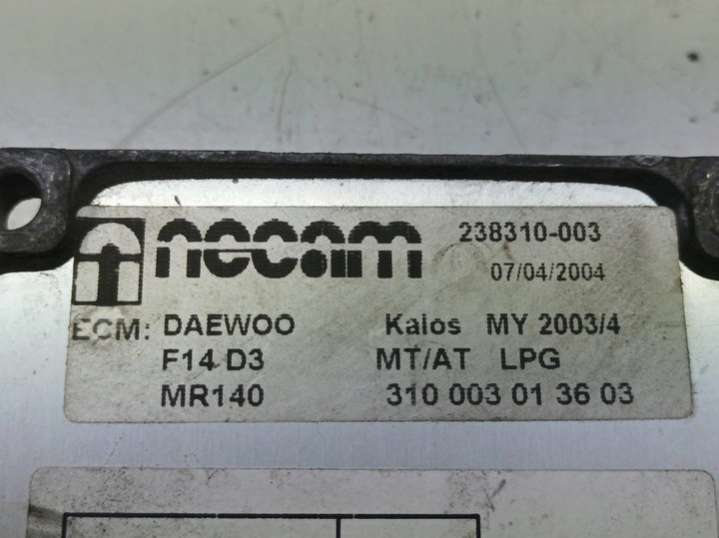 necam 238310-003
07/04/2004
ECM: DAEWOO Kalos MY 2003/4
F14 D3 MT/AT LPG
MR140 310 003 01 36 03